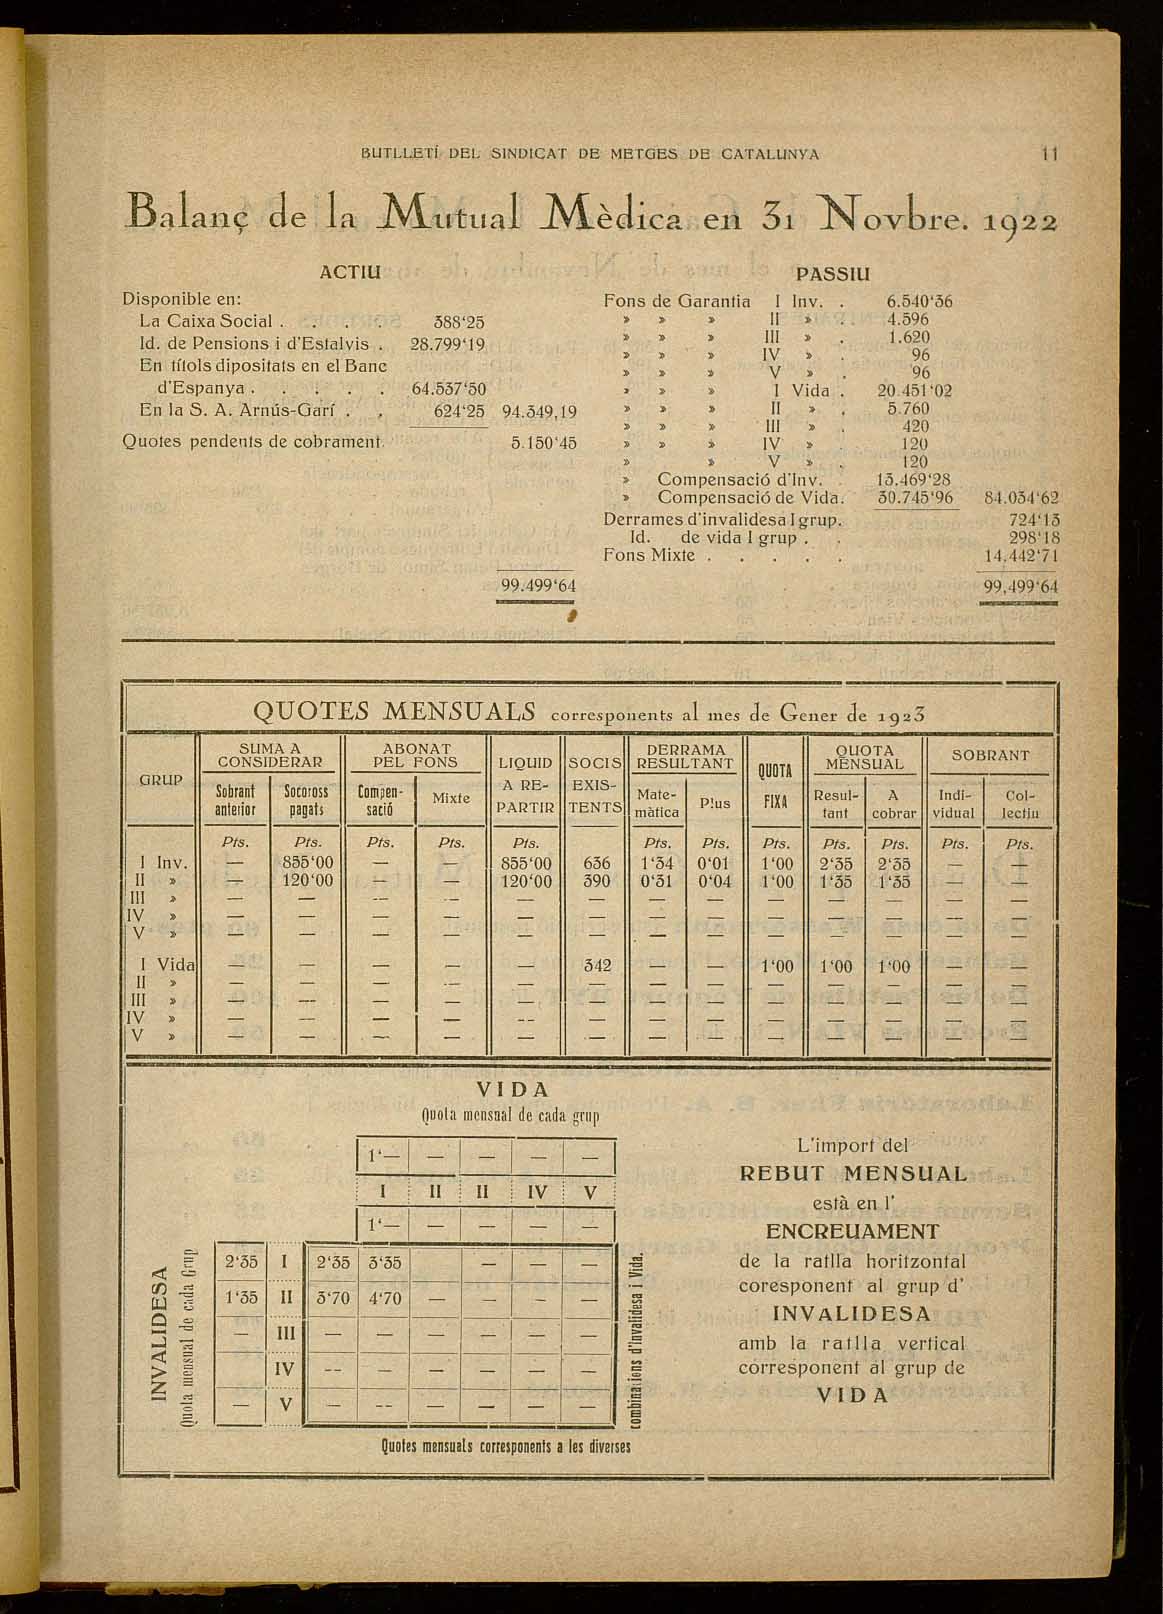 BUTLLETÍ DEL SINDICAT DE METGES DE CATALUNYA 11
Balanç de la Mutual Mèdica en 31 Novbre. 1922
ACTIU
Disponible en:
La Caixa Social . . . . 388‘25
Id. de Pensions i d'Estalvis . 28.799‘19
En títols dipositats en el Banc
d'Espanya . . . . . 64.537‘50
En la S. A. Arnús-Garí . . 624‘25 94.349,19
Quotes pendents de cobrament. 5.150‘45
99.499‘64
PASSIU
Fons de Garantia I Inv. . 6.540‘36
» » » II » . 4.596
» » » III » . 1.620
» » » IV » . 96
» » » V » . 96
» » » I Vida . 20.451‘02
» » » II » . 5.760
» » » III » . 420
» » » IV » . 120
» » V » . 120
» Compensació d'Inv. . 13.469‘28
» Compensació de Vida. 30.745‘96 84.034‘62
Derrames d'invalidesa I grup. 724‘13
Id. de vida I grup . . 298‘18
Fons Mixte . . . . . 14.442‘71
99,499‘64
QUOTES MENSUALS corresponents al mes de Gener de 1923
GRUP SUMA A CONSIDERAR ABONAT PEL FONS LIQUID A RE-PARTIR SOCIS EXIS-TENTS DERRAMA RESULTANT QUOTA FIXA QUOTA MENSUAL SOBRANT
Sobrant anterior Socoross pagats Compen-sació Mixte Mate-màtica Plus Resul-tant A cobrar Indi-vidual Col-lectiu
Pts. Pts. Pts. Pts. Pts. Pts. Pts. Pts. Pts. Pts. Pts. Pts.
I Inv. — 855‘00 — — 855‘00 636 1‘34 0‘01 1‘00 2‘35 2‘35 — —
II » — 120‘00 — — 120‘00 390 0‘31 0‘04 1‘00 1‘35 1‘35 — —
III » — — — — — — — — — — — — —
IV » — — — — — — — — — — — — —
V » — — — — — — — — — — — — —
I Vida — — — — — 342 — — 1‘00 1‘00 1‘00 — —
II » — — — — — — — — — — — — —
III » — — — — — — — — — — — — —
IV » — — — — — — — — — — — — —
V » — — — — — — — — — — — — —
VIDA
Quota mensual de cada grup
1‘— — — — —
I II II IV V
1‘— — — — —
INVALIDESA
Quota mensual de cada Grup
2‘35 I 2‘35 3‘35 — — —
1‘35 II 3‘70 4‘70 — — — —
— III — — — — — —
— IV — — — — — —
— V — — — — — —
combinations d'invalidesa i Vida.
Quotes mensuals corresponents a les diverses
L'import del
REBUT MENSUAL
està en l'
ENCREUAMENT
de la ratlla horitzontal
coresponent al grup d'
INVALIDESA
amb la ratlla vertical
córresponent al grup de
VIDA